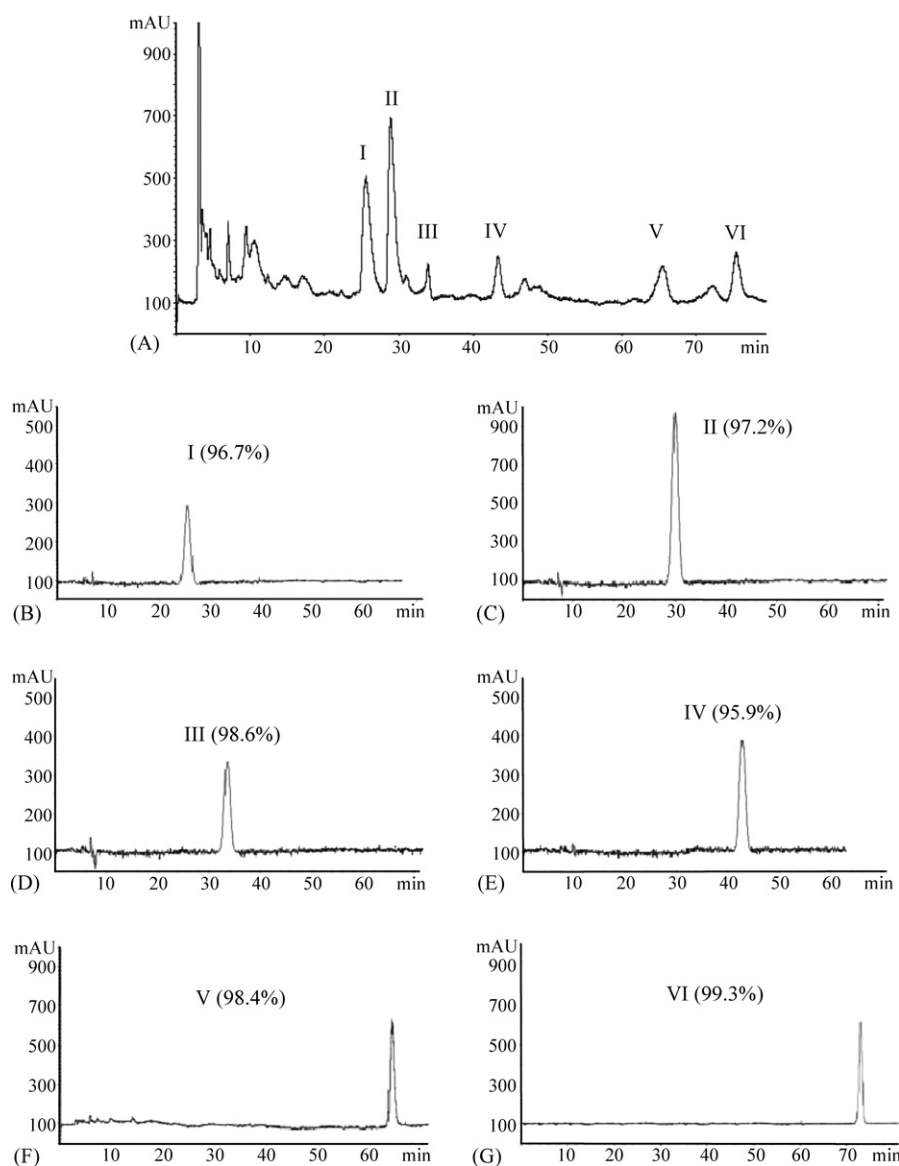 mAU
900
700
500
300
100
I
II
III
IV
V
VI
10 20 30 40 50 60 70 min
(A)
mAU
500
400
300
200
100
I (96.7%)
10 20 30 40 50 60 min
(B)
mAU
900
700
500
300
100
II (97.2%)
10 20 30 40 50 60 min
(C)
mAU
500
400
300
200
100
III (98.6%)
10 20 30 40 50 60 min
(D)
mAU
500
400
300
200
100
IV (95.9%)
10 20 30 40 50 60 min
(E)
mAU
900
700
500
300
100
V (98.4%)
10 20 30 40 50 60 min
(F)
mAU
900
700
500
300
100
VI (99.3%)
10 20 30 40 50 60 70 min
(G)